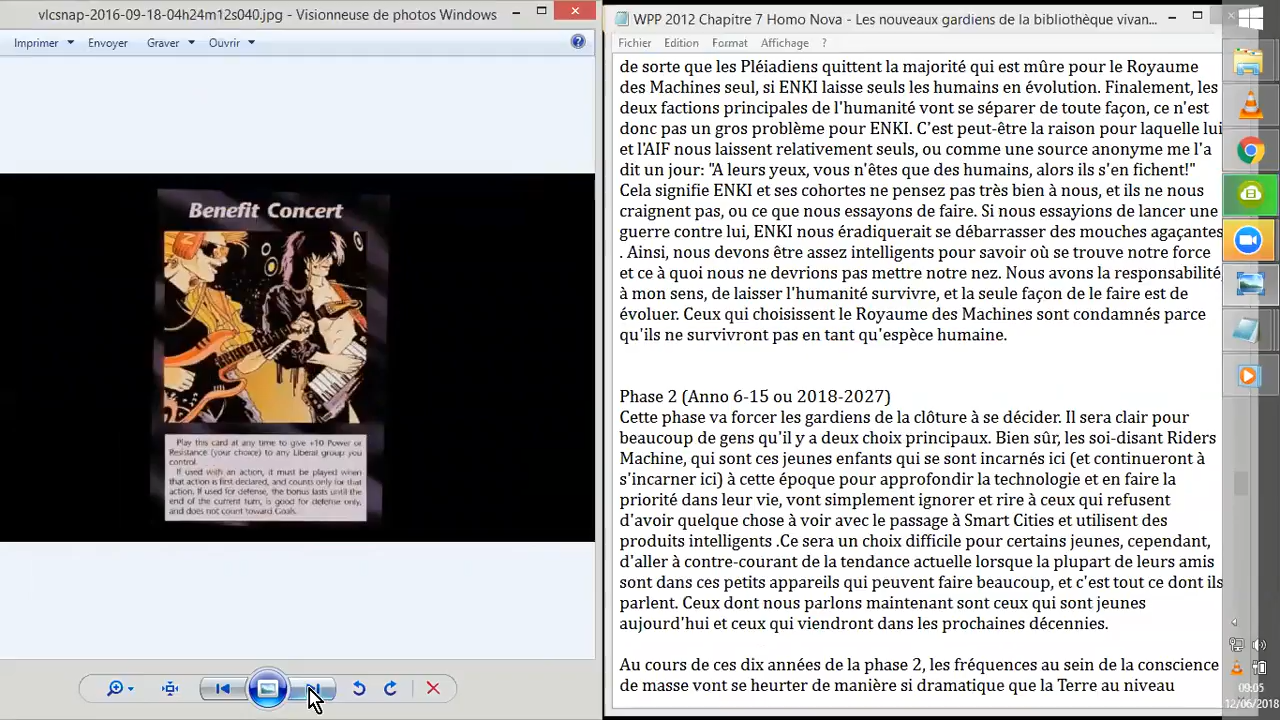 vlcsnap-2016-09-18-04h24m12s040.jpg - Visionneuse de photos Windows
Imprimer
Envoyer
Graver
Ouvrir
Benefit Concert
Play this card at any time to give +10 Power or
Resistance (your choice) to any Liberal group you
control.
If used with an action, it must be played when
that action is first declared, and counts only for that
action. If used for defense, the bonus lasts until the
end of the current turn, is good for defense only,
and does not count toward Goals.
WPP 2012 Chapitre 7 Homo Nova - Les nouveaux gardiens de la bibliothèque vivan...
Fichier
Edition
Format
Affichage
?
de sorte que les Pléiadiens quittent la majorité qui est mûre pour le Royaume
des Machines seul, si ENKI laisse seuls les humains en évolution. Finalement, les
deux factions principales de l'humanité vont se séparer de toute façon, ce n'est
donc pas un gros problème pour ENKI. C'est peut-être la raison pour laquelle lui
et l'AIF nous laissent relativement seuls, ou comme une source anonyme me l'a
dit un jour: "A leurs yeux, vous n'êtes que des humains, alors ils s'en fichent!"
Cela signifie ENKI et ses cohortes ne pensez pas très bien à nous, et ils ne nous
craignent pas, ou ce que nous essayons de faire. Si nous essayions de lancer une
guerre contre lui, ENKI nous éradiquerait se débarrasser des mouches agaçantes
. Ainsi, nous devons être assez intelligents pour savoir où se trouve notre force
et ce à quoi nous ne devrions pas mettre notre nez. Nous avons la responsabilité,
à mon sens, de laisser l'humanité survivre, et la seule façon de le faire est de
évoluer. Ceux qui choisissent le Royaume des Machines sont condamnés parce
qu'ils ne survivront pas en tant qu'espèce humaine.
Phase 2 (Anno 6-15 ou 2018-2027)
Cette phase va forcer les gardiens de la clôture à se décider. Il sera clair pour
beaucoup de gens qu'il y a deux choix principaux. Bien sûr, les soi-disant Riders
Machine, qui sont ces jeunes enfants qui se sont incarnés ici (et continueront à
s'incarner ici) à cette époque pour approfondir la technologie et en faire la
priorité dans leur vie, vont simplement ignorer et rire à ceux qui refusent
d'avoir quelque chose à voir avec le passage à Smart Cities et utilisent des
produits intelligents .Ce sera un choix difficile pour certains jeunes, cependant,
d'aller à contre-courant de la tendance actuelle lorsque la plupart de leurs amis
sont dans ces petits appareils qui peuvent faire beaucoup, et c'est tout ce dont ils
parlent. Ceux dont nous parlons maintenant sont ceux qui sont jeunes
aujourd'hui et ceux qui viendront dans les prochaines décennies.
Au cours de ces dix années de la phase 2, les fréquences au sein de la conscience
de masse vont se heurter de manière si dramatique que la Terre au niveau
09:05
12/06/2018